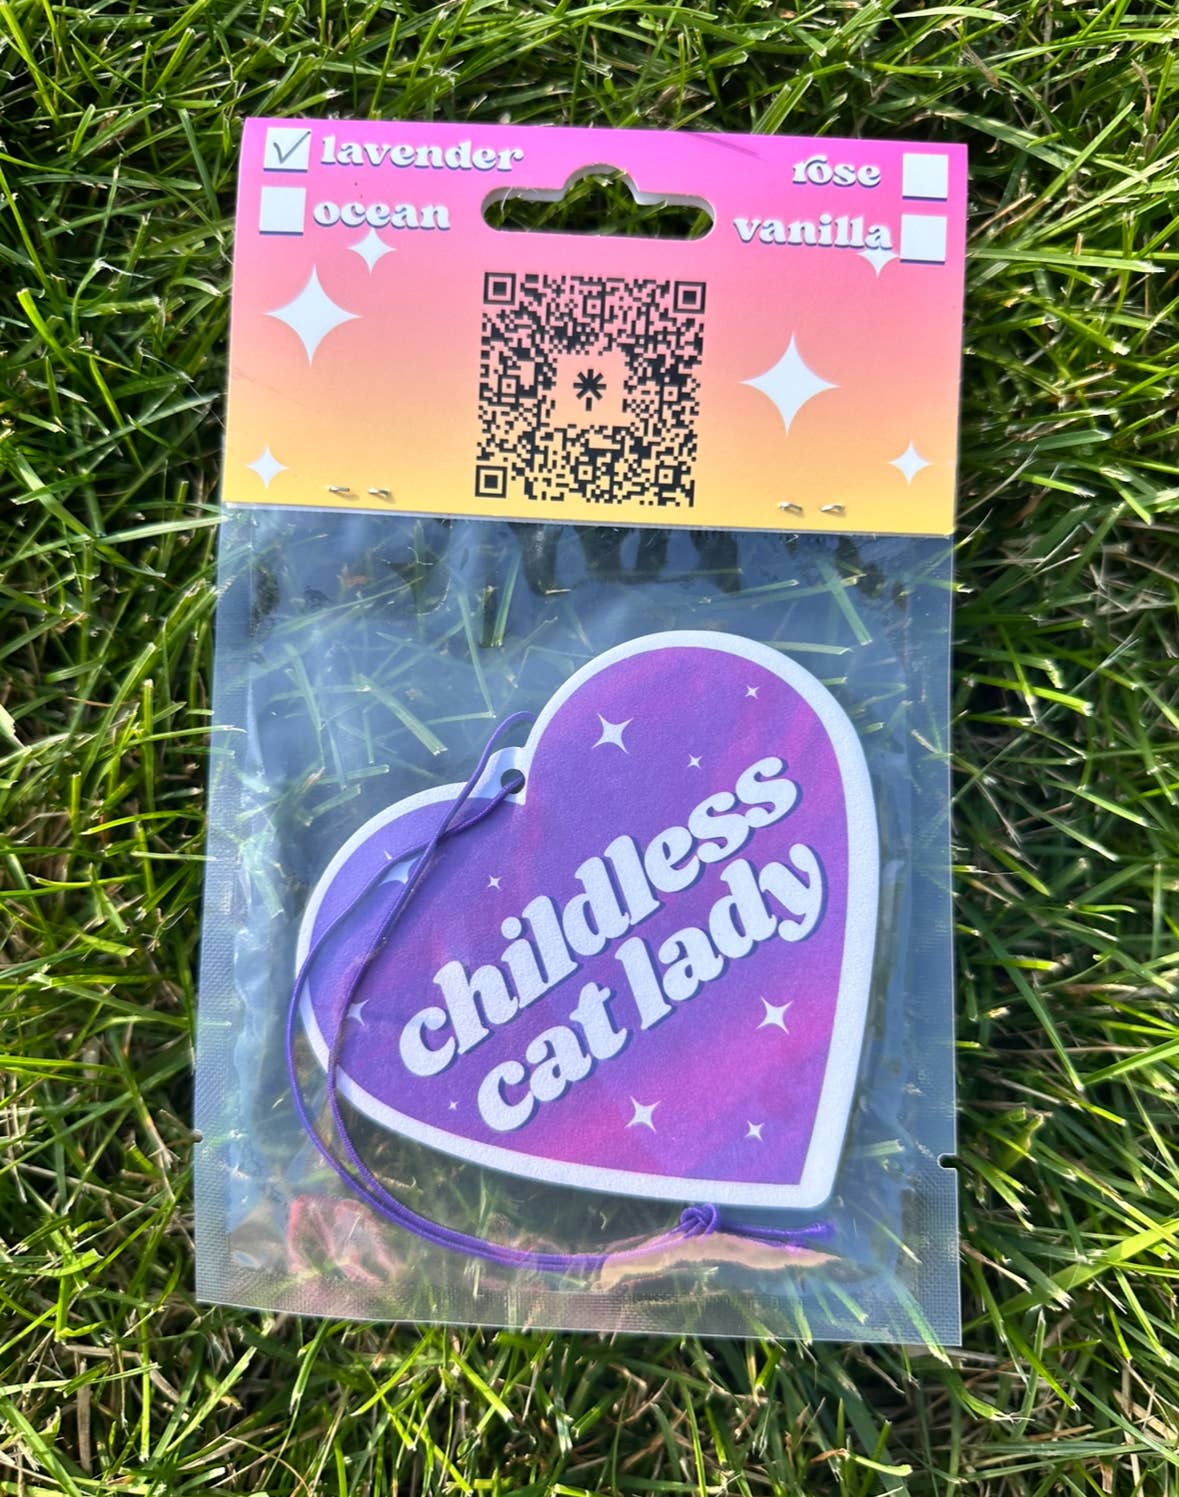 lavender
rose
ocean
vanilla
childless
cat lady